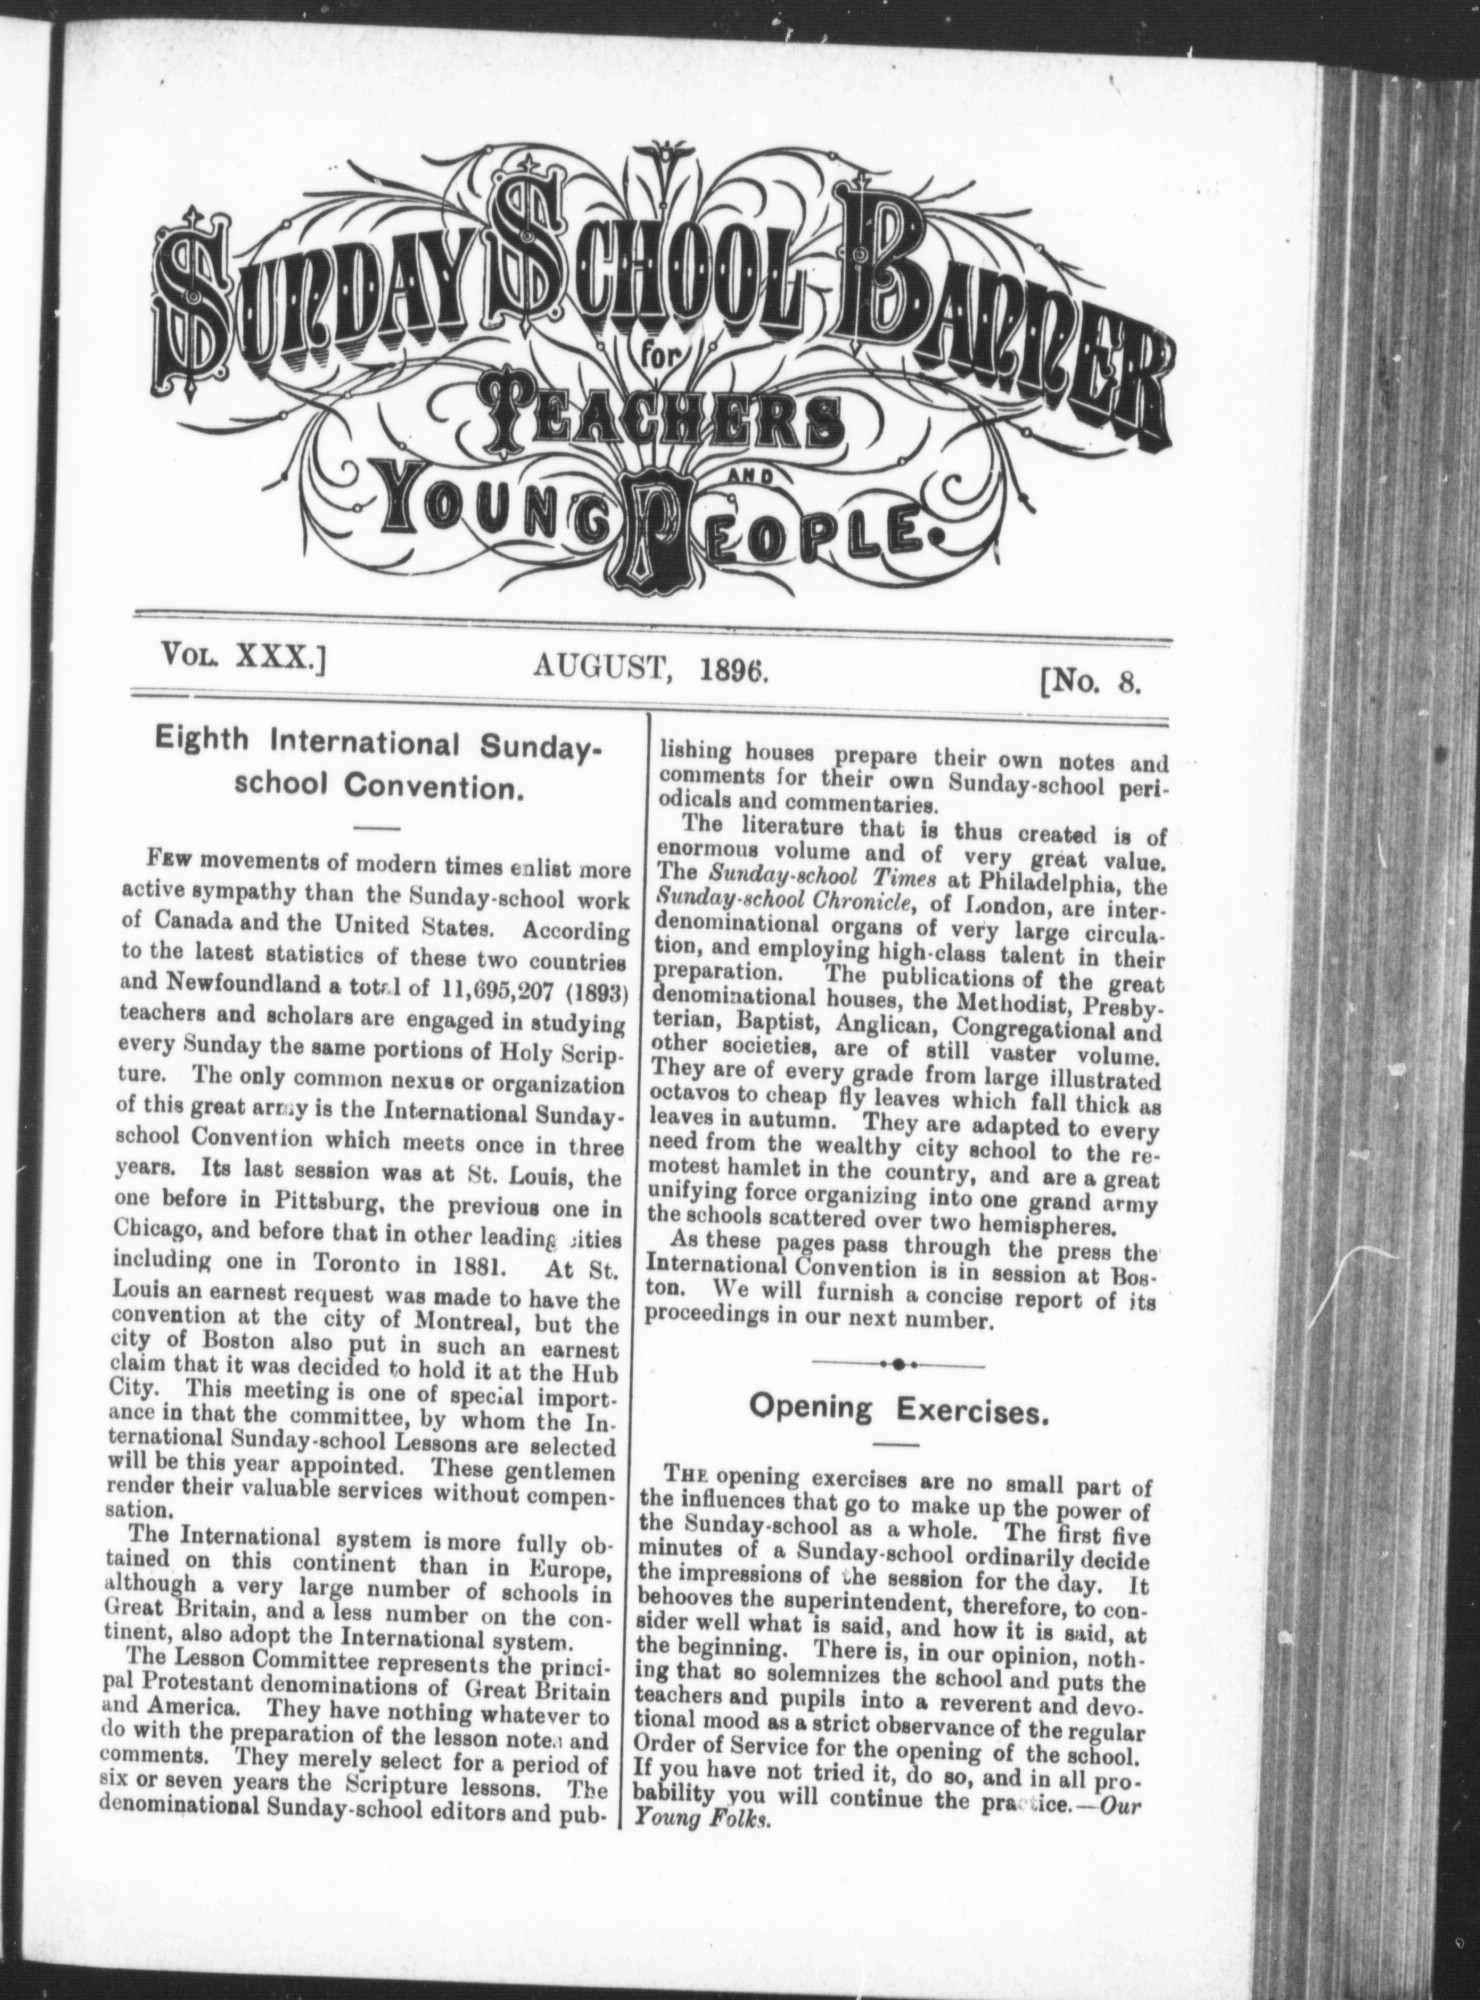 SUNDAY SCHOOL BANNER
for
TEACHERS
AND
YOUNG PEOPLE.
VOL. XXX.] AUGUST, 1896. [No. 8.
Eighth International Sunday-
school Convention.
FEW movements of modern times enlist more
active sympathy than the Sunday-school work
of Canada and the United States. According
to the latest statistics of these two countries
and Newfoundland a total of 11,695,207 (1893)
teachers and scholars are engaged in studying
every Sunday the same portions of Holy Scrip-
ture. The only common nexus or organization
of this great army is the International Sunday-
school Convention which meets once in three
years. Its last session was at St. Louis, the
one before in Pittsburg, the previous one in
Chicago, and before that in other leading cities
including one in Toronto in 1881. At St.
Louis an earnest request was made to have the
convention at the city of Montreal, but the
city of Boston also put in such an earnest
claim that it was decided to hold it at the Hub
City. This meeting is one of special import-
ance in that the committee, by whom the In-
ternational Sunday-school Lessons are selected
will be this year appointed. These gentlemen
render their valuable services without compen-
sation.
The International system is more fully ob-
tained on this continent than in Europe,
although a very large number of schools in
Great Britain, and a less number on the con-
tinent, also adopt the International system.
The Lesson Committee represents the princi-
pal Protestant denominations of Great Britain
and America. They have nothing whatever to
do with the preparation of the lesson notes and
comments. They merely select for a period of
six or seven years the Scripture lessons. The
denominational Sunday-school editors and pub-
lishing houses prepare their own notes and
comments for their own Sunday-school peri-
odicals and commentaries.
The literature that is thus created is of
enormous volume and of very great value.
The Sunday-school Times at Philadelphia, the
Sunday-school Chronicle, of London, are inter-
denominational organs of very large circula-
tion, and employing high-class talent in their
preparation. The publications of the great
denominational houses, the Methodist, Presby-
terian, Baptist, Anglican, Congregational and
other societies, are of still vaster volume.
They are of every grade from large illustrated
octavos to cheap fly leaves which fall thick as
leaves in autumn. They are adapted to every
need from the wealthy city school to the re-
motest hamlet in the country, and are a great
unifying force organizing into one grand army
the schools scattered over two hemispheres.
As these pages pass through the press the
International Convention is in session at Bos-
ton. We will furnish a concise report of its
proceedings in our next number.
Opening Exercises.
THE opening exercises are no small part of
the influences that go to make up the power of
the Sunday-school as a whole. The first five
minutes of a Sunday-school ordinarily decide
the impressions of the session for the day. It
behooves the superintendent, therefore, to con-
sider well what is said, and how it is said, at
the beginning. There is, in our opinion, noth-
ing that so solemnizes the school and puts the
teachers and pupils into a reverent and devo-
tional mood as a strict observance of the regular
Order of Service for the opening of the school.
If you have not tried it, do so, and in all pro-
bability you will continue the practice.—Our
Young Folks.